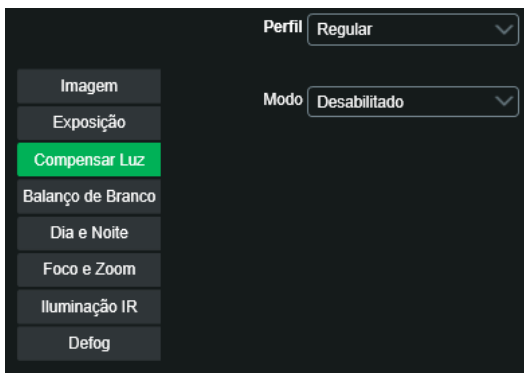 Perfil Regular
Imagem
Modo Desabilitado
Exposição
Compensar Luz
Balanço de Branco
Dia e Noite
Foco e Zoom
Iluminação IR
Defog